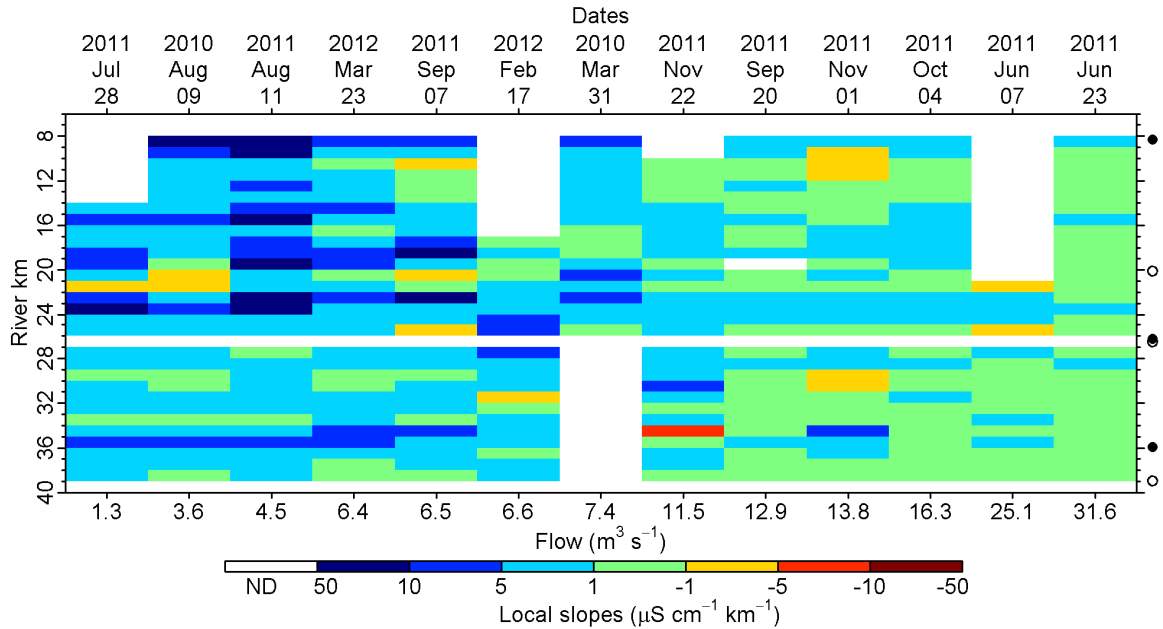 Dates
2011 2010 2011 2012 2011 2012 2010 2011 2011 2011 2011 2011 2011
Jul Aug Aug Mar Sep Feb Mar Nov Sep Nov Oct Jun Jun
28 09 11 23 07 17 31 22 20 01 04 07 23
River km
8
12
16
20
24
28
32
36
40
1.3 3.6 4.5 6.4 6.5 6.6 7.4 11.5 12.9 13.8 16.3 25.1 31.6
Flow (m³ s⁻¹)
ND 50 10 5 1 -1 -5 -10 -50
Local slopes (μS cm⁻¹ km⁻¹)